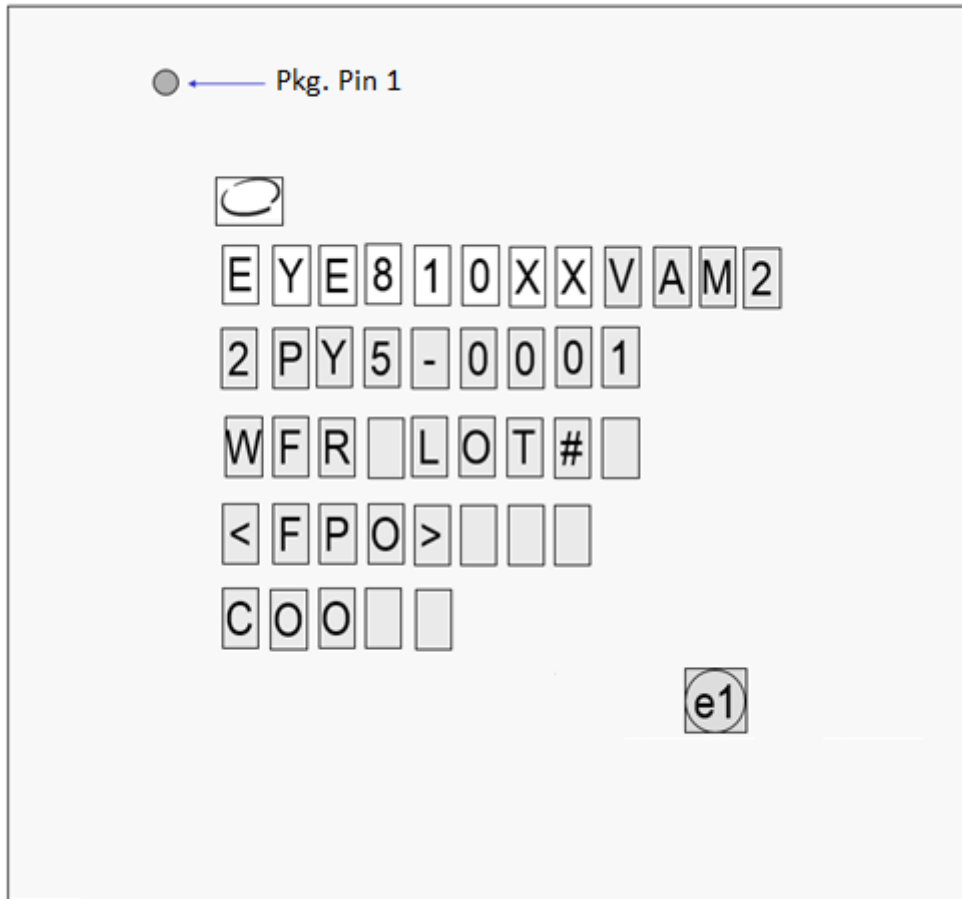 Pkg. Pin 1
EYE810XXVAM2
2PY5-0001
WFR LOT#
<FPO>
COO
e1